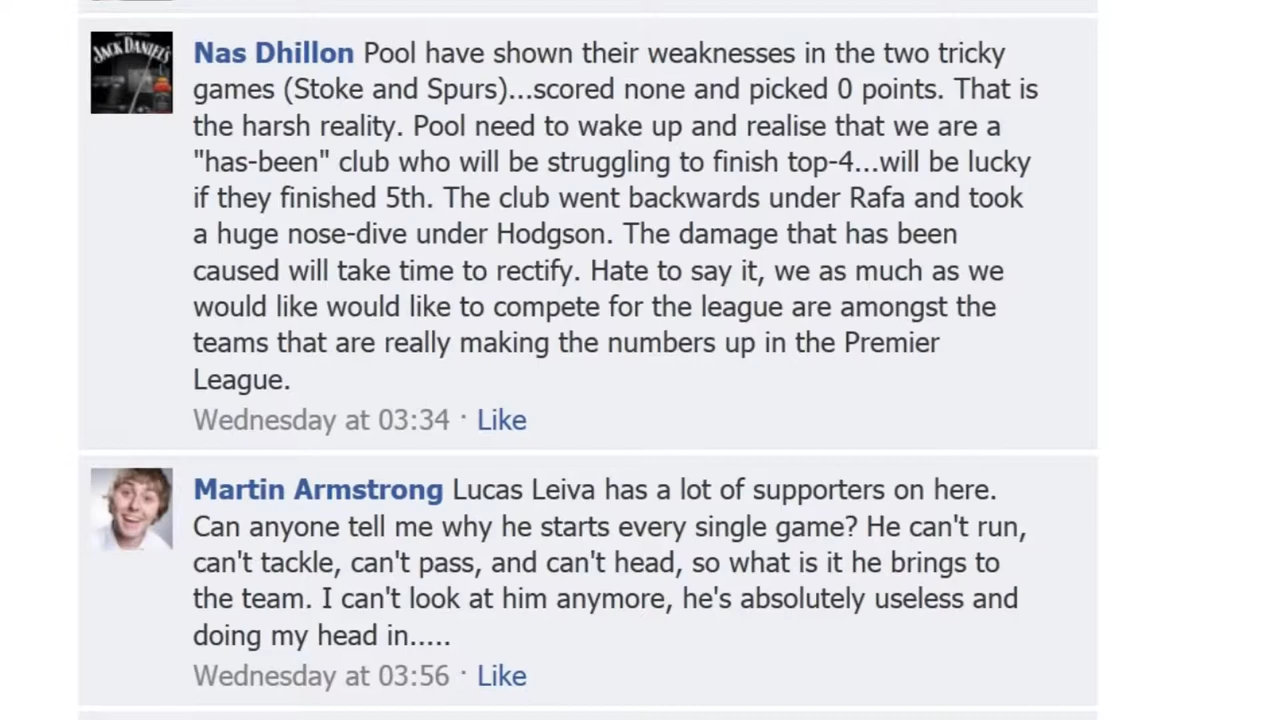 JACK DANIEL'S
Nas Dhillon Pool have shown their weaknesses in the two tricky
games (Stoke and Spurs)...scored none and picked 0 points. That is
the harsh reality. Pool need to wake up and realise that we are a
"has-been" club who will be struggling to finish top-4...will be lucky
if they finished 5th. The club went backwards under Rafa and took
a huge nose-dive under Hodgson. The damage that has been
caused will take time to rectify. Hate to say it, we as much as we
would like would like to compete for the league are amongst the
teams that are really making the numbers up in the Premier
League.
Wednesday at 03:34 · Like
Martin Armstrong Lucas Leiva has a lot of supporters on here.
Can anyone tell me why he starts every single game? He can't run,
can't tackle, can't pass, and can't head, so what is it he brings to
the team. I can't look at him anymore, he's absolutely useless and
doing my head in.....
Wednesday at 03:56 · Like